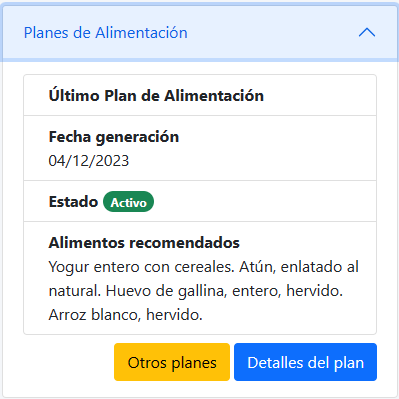 Planes de Alimentación
Último Plan de Alimentación
Fecha generación
04/12/2023
Estado Activo
Alimentos recomendados
Yogur entero con cereales. Atún, enlatado al
natural. Huevo de gallina, entero, hervido.
Arroz blanco, hervido.
Otros planes Detalles del plan